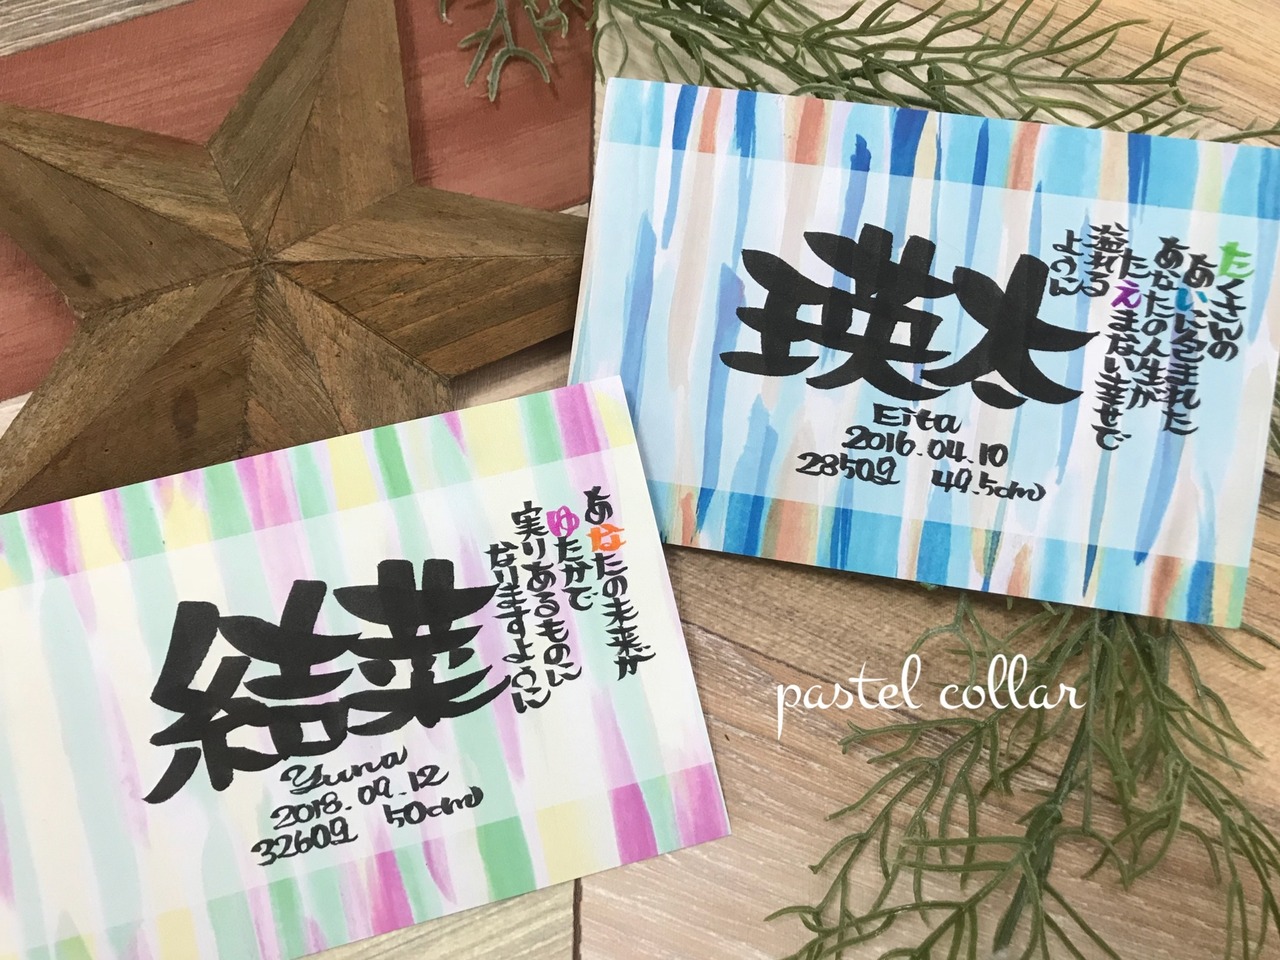 瑛太
たくさんの
あいに包まれた
あなたの人生が
たえまない幸せで
溢れる
ように
Eita
2016.04.10
2850g 49.5cm
結菜
あなたの未来が
ゆたかで
実りあるものに
なりますように
Yuna
2018.09.12
3260g 50cm
pastel collar